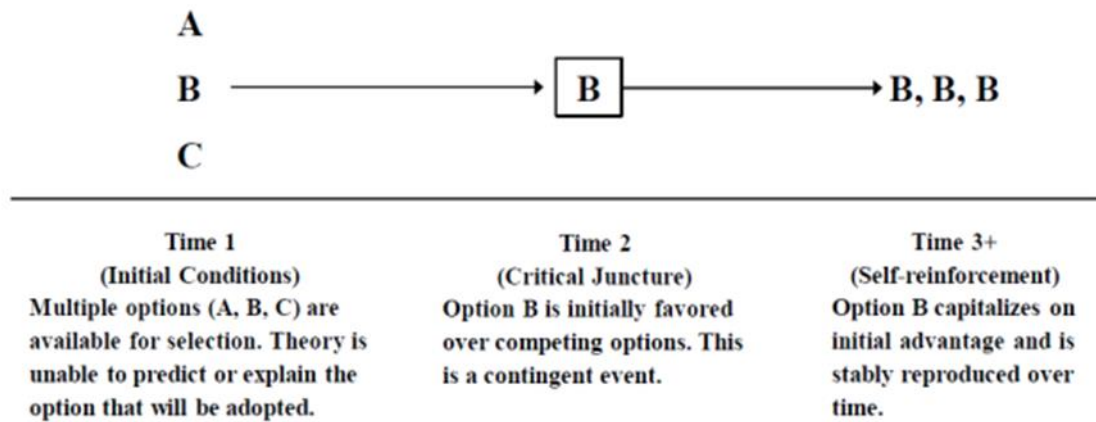 A
B
B
B, B, B
C
Time 1
(Initial Conditions)
Multiple options (A, B, C) are
available for selection. Theory is
unable to predict or explain the
option that will be adopted.
Time 2
(Critical Juncture)
Option B is initially favored
over competing options. This
is a contingent event.
Time 3+
(Self-reinforcement)
Option B capitalizes on
initial advantage and is
stably reproduced over
time.